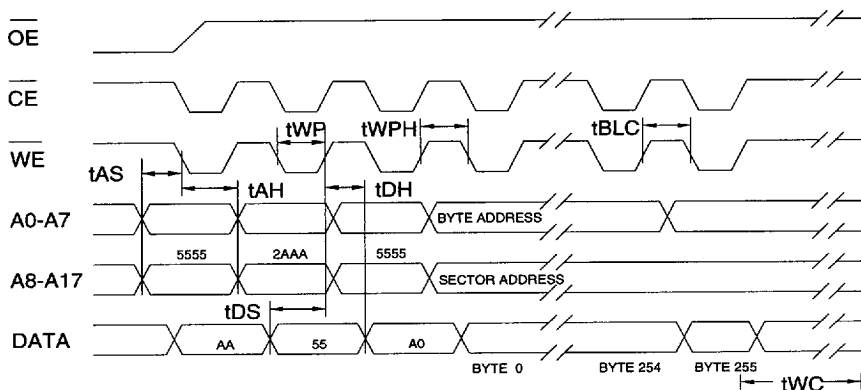 OE
CE
tWP tWPH tBLC
WE
tAS
tAH tDH
A0-A7 BYTE ADDRESS
5555 2AAA 5555
A8-A17 SECTOR ADDRESS
tDS
DATA AA 55 A0
BYTE 0 BYTE 254 BYTE 255
tWC